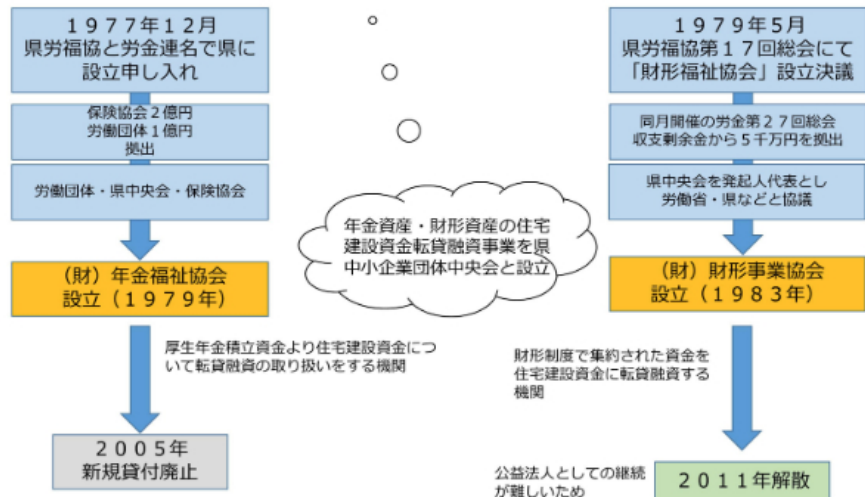 １９７７年１２月
県労福協と労金連名で県に
設立申し入れ
保険協会２億円
労働団体１億円
拠出
労働団体・県中央会・保険協会
（財）年金福祉協会
設立（１９７９年）
厚生年金積立資金より住宅建設資金につ
いて転貸融資の取り扱いをする機関
２００５年
新規貸付廃止
年金資産・財形資産の住宅
建設資金転貸融資事業を県
中小企業団体中央会と設立
１９７９年５月
県労福協第１７回総会にて
「財形福祉協会」設立決議
同月開催の労金第２７回総会
収支剰余金から５千万円を拠出
県中央会を発起人代表とし
労働省・県などと協議
（財）財形事業協会
設立（１９８３年）
財形制度で集約された資金を
住宅建設資金に転貸融資する
機関
公益法人としての継続
が難しいため
２０１１年解散